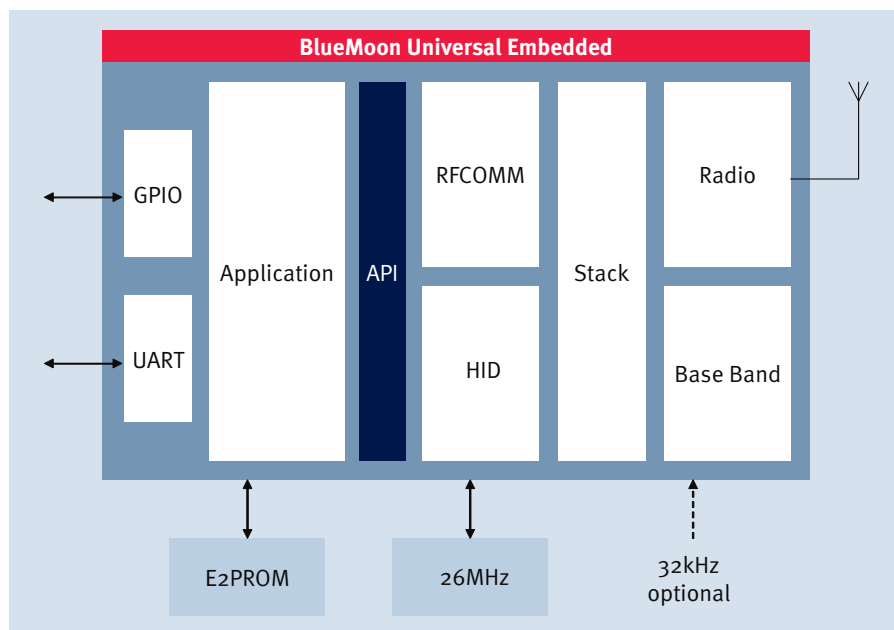 BlueMoon Universal Embedded
GPIO
UART
Application
API
RFCOMM
HID
Stack
Radio
Base Band
E2PROM
26MHz
32kHz
optional